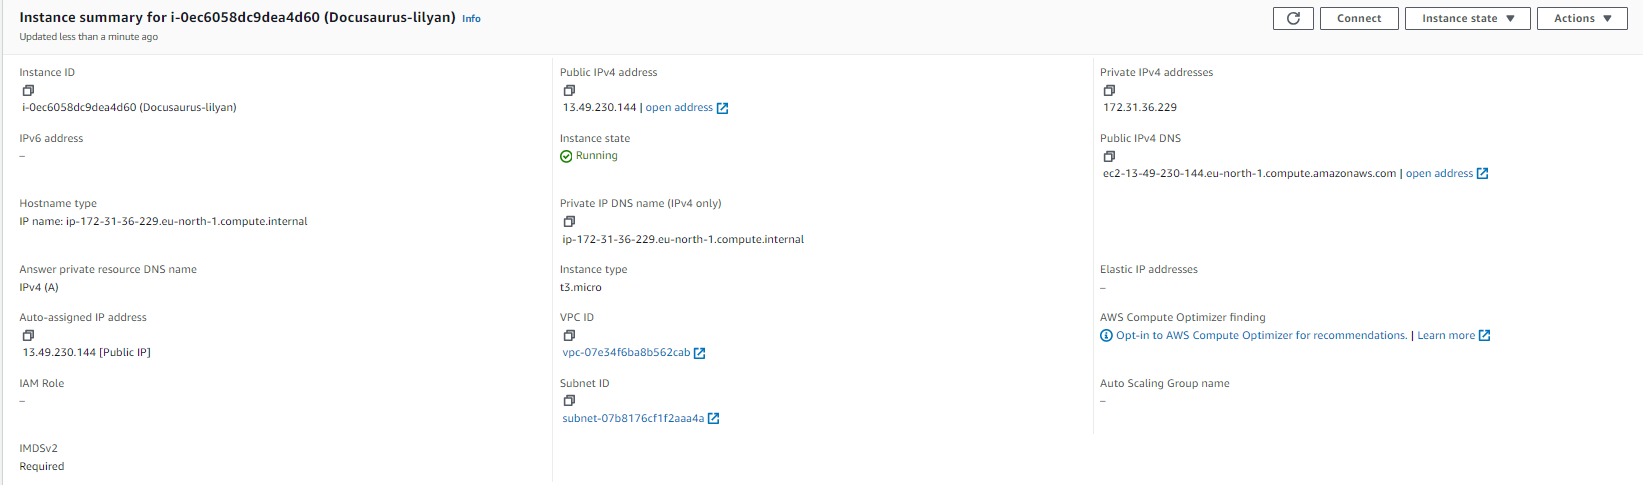 Instance summary for i-0ec6058dc9dea4d60 (Docusaurus-lilyan) Info
Updated less than a minute ago
Connect
Instance state
Actions
Instance ID
i-0ec6058dc9dea4d60 (Docusaurus-lilyan)
Public IPv4 address
13.49.230.144 | open address
Private IPv4 addresses
172.31.36.229
IPv6 address
–
Instance state
Running
Public IPv4 DNS
ec2-13-49-230-144.eu-north-1.compute.amazonaws.com | open address
Hostname type
IP name: ip-172-31-36-229.eu-north-1.compute.internal
Private IP DNS name (IPv4 only)
ip-172-31-36-229.eu-north-1.compute.internal
Answer private resource DNS name
IPv4 (A)
Instance type
t3.micro
Elastic IP addresses
–
Auto-assigned IP address
13.49.230.144 [Public IP]
VPC ID
vpc-07e34f6ba8b562cab
AWS Compute Optimizer finding
Opt-in to AWS Compute Optimizer for recommendations. | Learn more
IAM Role
–
Subnet ID
subnet-07b8176cf1f2aaa4a
Auto Scaling Group name
–
IMDSv2
Required